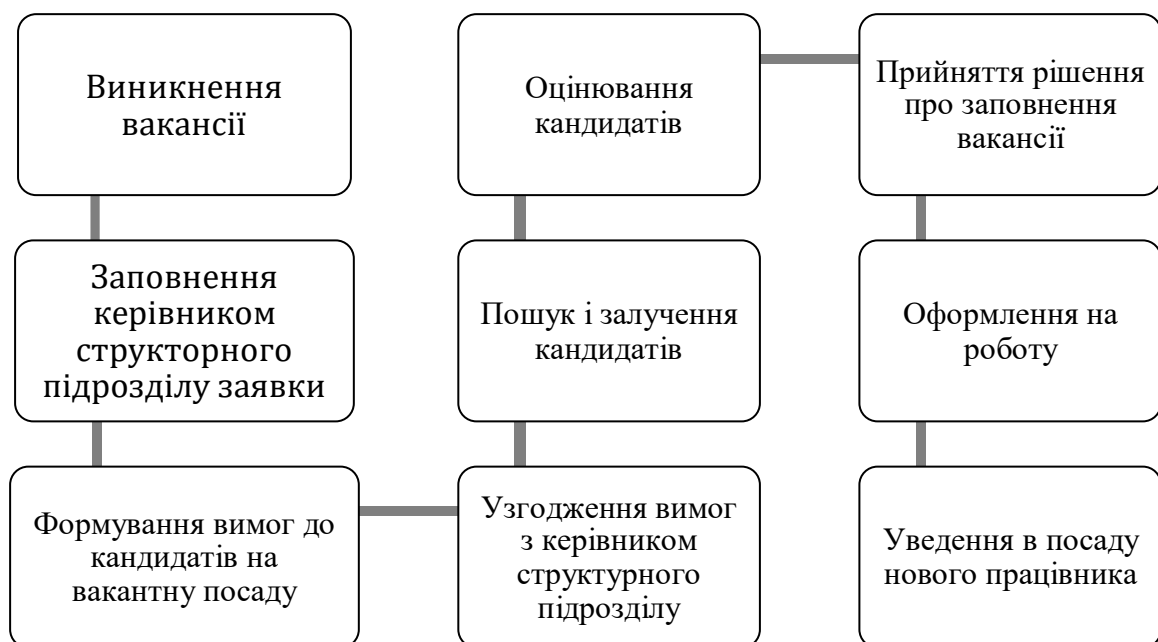 Виникнення
вакансії
Заповнення
керівником
структорного
підрозділу заявки
Формування вимог до
кандидатів на
вакантну посаду
Узгодження вимог
з керівником
структурного
підрозділу
Пошук і залучення
кандидатів
Оцінювання
кандидатів
Прийняття рішення
про заповнення
вакансії
Оформлення на
роботу
Уведення в посаду
нового працівника